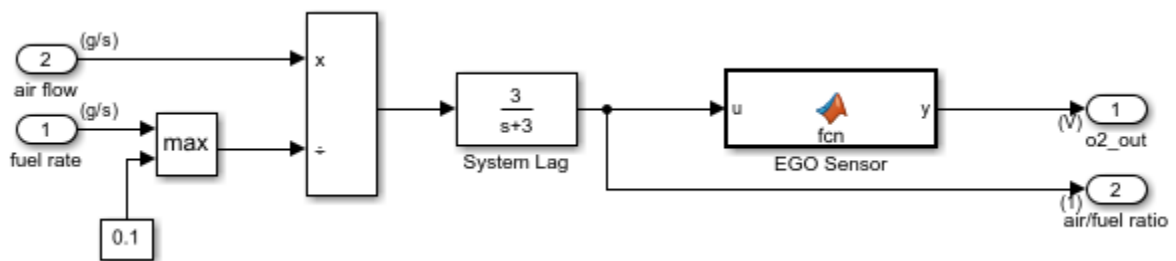 (g/s)
2
air flow
(g/s)
1
fuel rate
max
0.1
x
÷
3
s+3
System Lag
u
fcn
y
EGO Sensor
(V)
1
o2_out
(1)
2
air/fuel ratio